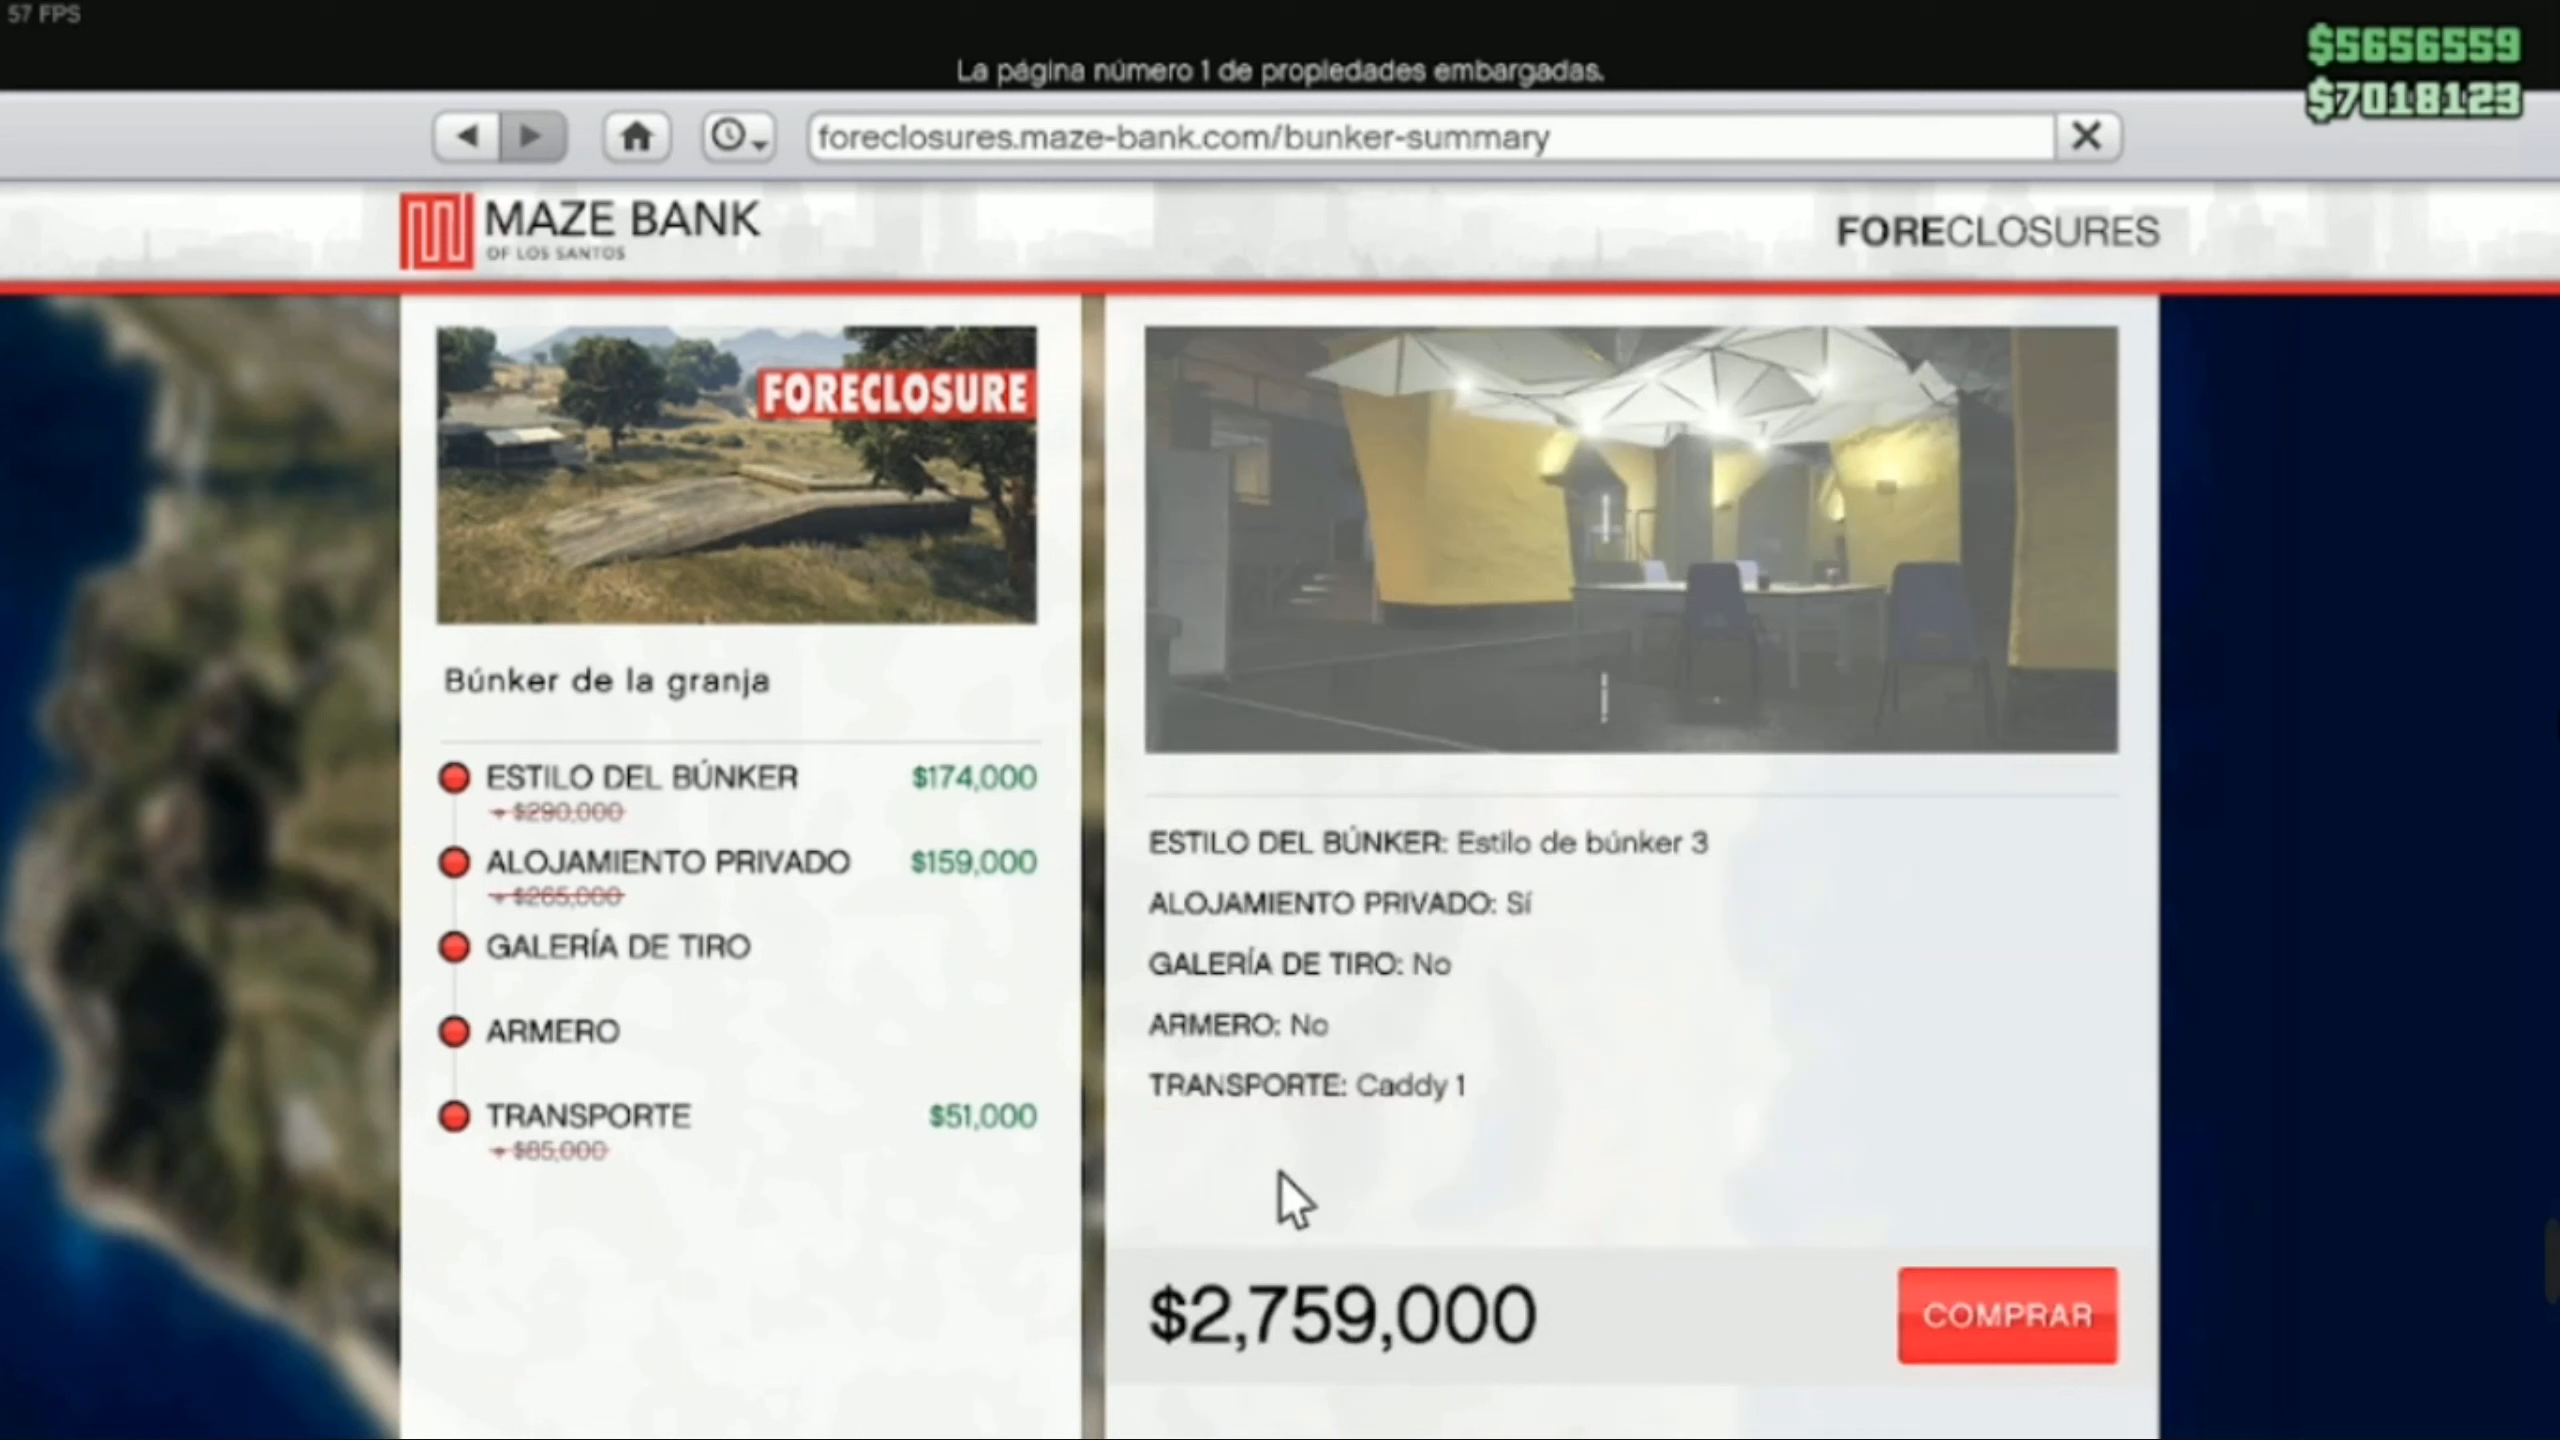 57 FPS
$5656559
$7018123
La página número 1 de propiedades embargadas.
foreclosures.maze-bank.com/bunker-summary
MAZE BANK
OF LOS SANTOS
FORECLOSURES
FORECLOSURE
Búnker de la granja
ESTILO DEL BÚNKER $174,000
$290,000
ALOJAMIENTO PRIVADO $159,000
$265,000
GALERÍA DE TIRO
ARMERO
TRANSPORTE $51,000
$85,000
ESTILO DEL BÚNKER: Estilo de búnker 3
ALOJAMIENTO PRIVADO: Sí
GALERÍA DE TIRO: No
ARMERO: No
TRANSPORTE: Caddy 1
$2,759,000
COMPRAR